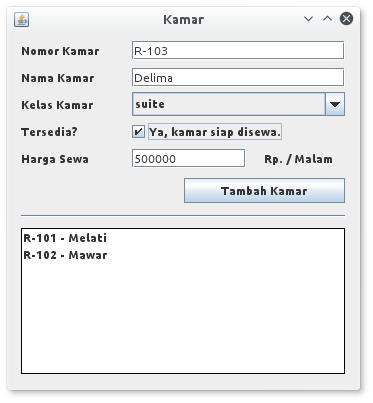 Kamar
Nomor Kamar R-103
Nama Kamar Delima
Kelas Kamar suite
Tersedia? Ya, kamar siap disewa.
Harga Sewa 500000 Rp. / Malam
Tambah Kamar
R-101 - Melati
R-102 - Mawar